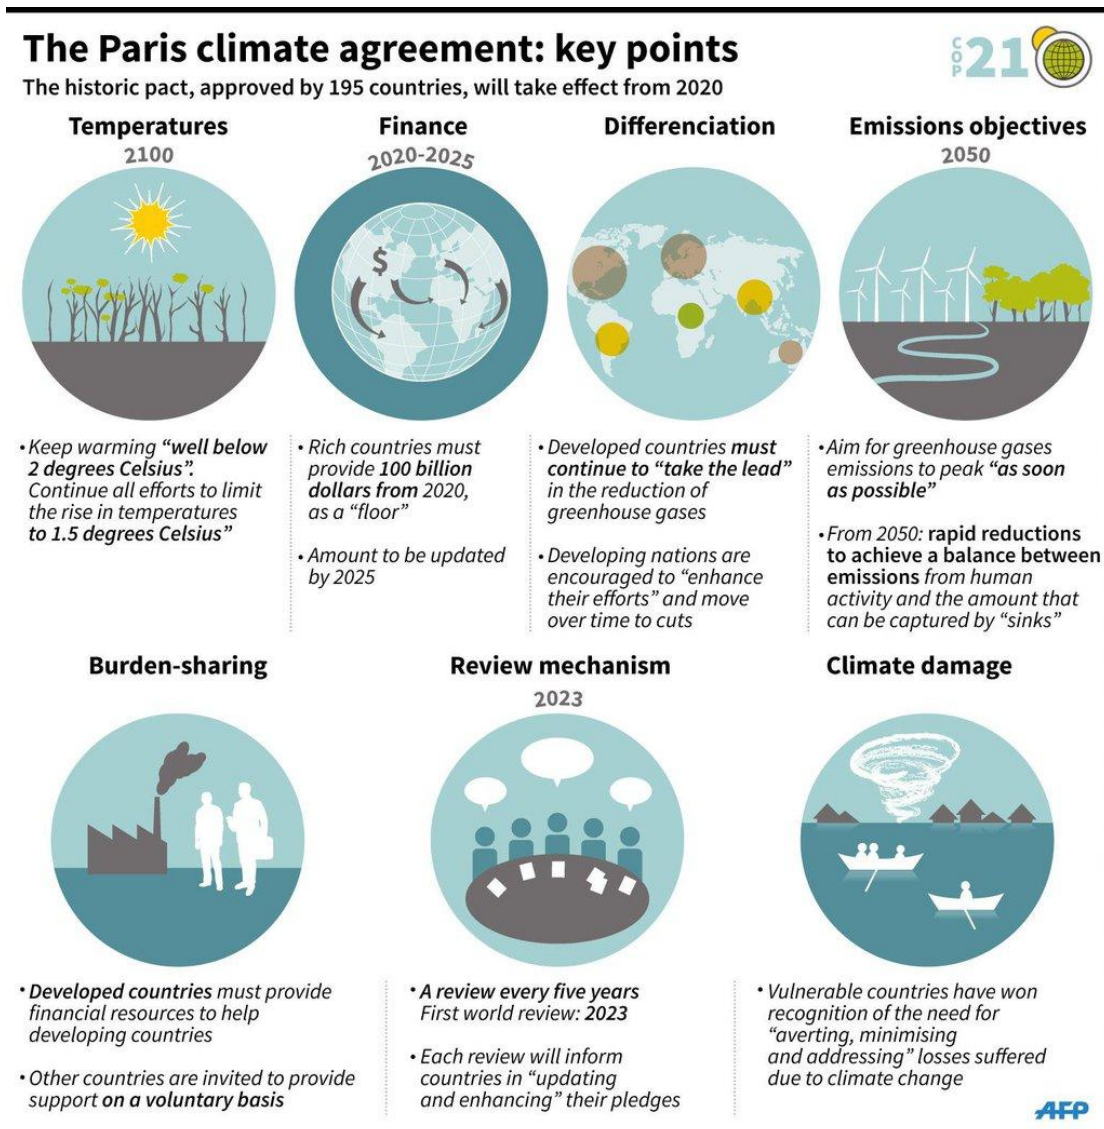 The Paris climate agreement: key points
The historic pact, approved by 195 countries, will take effect from 2020
COP
21
Temperatures
2100
• Keep warming “well below
2 degrees Celsius”.
Continue all efforts to limit
the rise in temperatures
to 1.5 degrees Celsius”
Finance
2020-2025
$
• Rich countries must
provide 100 billion
dollars from 2020,
as a “floor”
• Amount to be updated
by 2025
Differenciation
• Developed countries must
continue to “take the lead”
in the reduction of
greenhouse gases
• Developing nations are
encouraged to “enhance
their efforts” and move
over time to cuts
Emissions objectives
2050
• Aim for greenhouse gases
emissions to peak “as soon
as possible”
• From 2050: rapid reductions
to achieve a balance between
emissions from human
activity and the amount that
can be captured by “sinks”
Burden-sharing
• Developed countries must provide
financial resources to help
developing countries
• Other countries are invited to provide
support on a voluntary basis
Review mechanism
2023
• A review every five years
First world review: 2023
• Each review will inform
countries in “updating
and enhancing” their pledges
Climate damage
• Vulnerable countries have won
recognition of the need for
“averting, minimising
and addressing” losses suffered
due to climate change
AFP